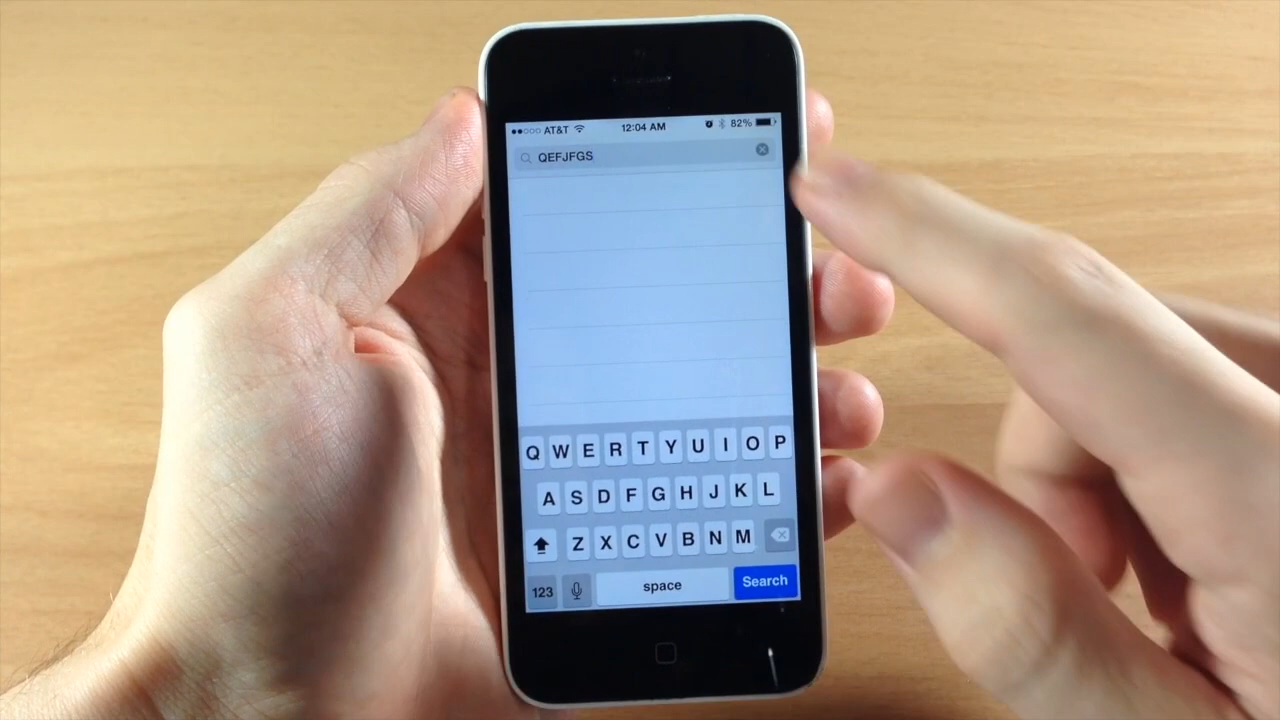 AT&T 12:04 AM 82%
QEFJFGS
Q W E R T Y U I O P
A S D F G H J K L
Z X C V B N M
123 space Search